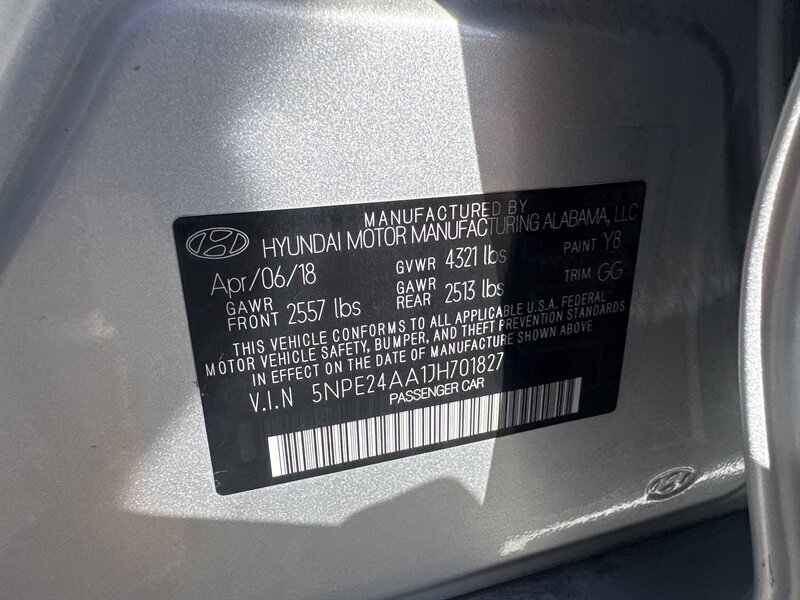 MANUFACTURED BY
HYUNDAI MOTOR MANUFACTURING ALABAMA, LLC
Apr/06/18 GVWR 4321 lbs PAINT Y8
GAWR FRONT 2557 lbs GAWR REAR 2513 lbs TRIM GG
THIS VEHICLE CONFORMS TO ALL APPLICABLE U.S.A. FEDERAL
MOTOR VEHICLE SAFETY, BUMPER, AND THEFT PREVENTION STANDARDS
IN EFFECT ON THE DATE OF MANUFACTURE SHOWN ABOVE
V.I.N 5NPE24AA1JH701827
PASSENGER CAR